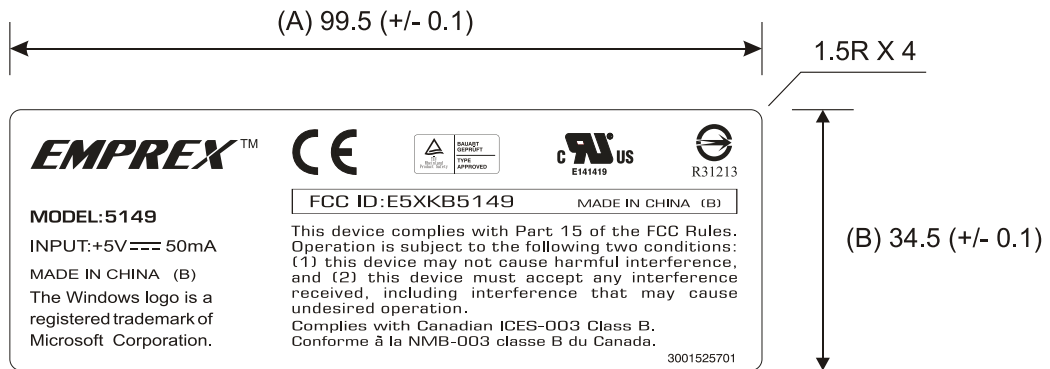 (A) 99.5 (+/- 0.1)
1.5R X 4
EMPREX™
CE
TÜV Rheinland Product Safety
BAUART GEPRÜFT
TYPE APPROVED
C RU US
E141419
R31213
MODEL:5149
INPUT:+5V 50mA
MADE IN CHINA (B)
The Windows logo is a
registered trademark of
Microsoft Corporation.
FCC ID:E5XKB5149 MADE IN CHINA (B)
This device complies with Part 15 of the FCC Rules.
Operation is subject to the following two conditions:
(1) this device may not cause harmful interference,
and (2) this device must accept any interference
received, including interference that may cause
undesired operation.
Complies with Canadian ICES-003 Class B.
Conforme à la NMB-003 classe B du Canada.
3001525701
(B) 34.5 (+/- 0.1)